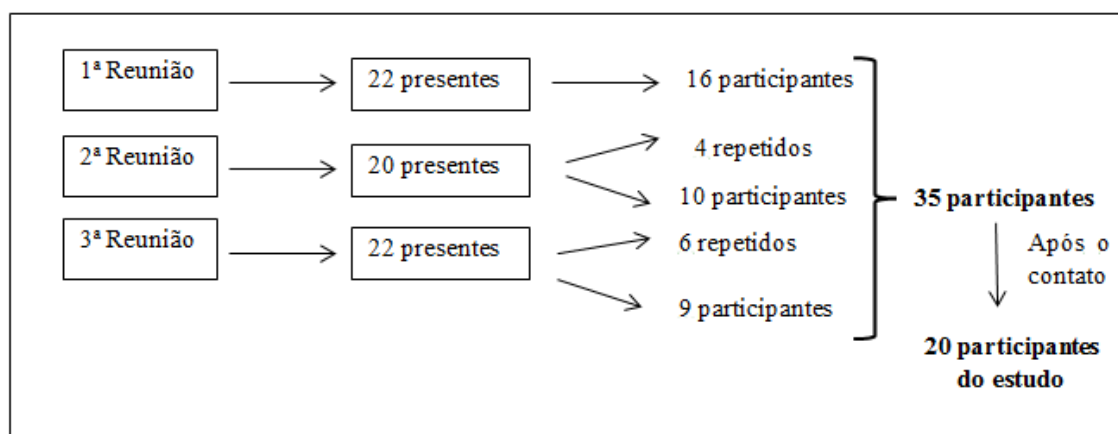 1ª Reunião
22 presentes
16 participantes
2ª Reunião
20 presentes
4 repetidos
10 participantes
3ª Reunião
22 presentes
6 repetidos
9 participantes
35 participantes
Após o
contato
20 participantes
do estudo